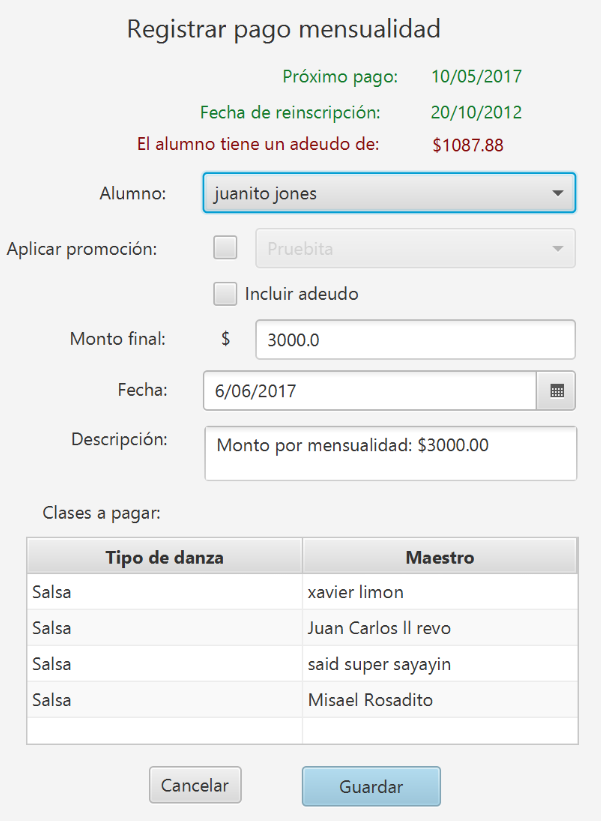 Registrar pago mensualidad
Próximo pago: 10/05/2017
Fecha de reinscripción: 20/10/2012
El alumno tiene un adeudo de: $1087.88
Alumno: juanito jones
Aplicar promoción: Pruebita
Incluir adeudo
Monto final: $ 3000.0
Fecha: 6/06/2017
Descripción: Monto por mensualidad: $3000.00
Clases a pagar:
Tipo de danza Maestro
Salsa xavier limon
Salsa Juan Carlos ll revo
Salsa said super sayayin
Salsa Misael Rosadito
Cancelar Guardar